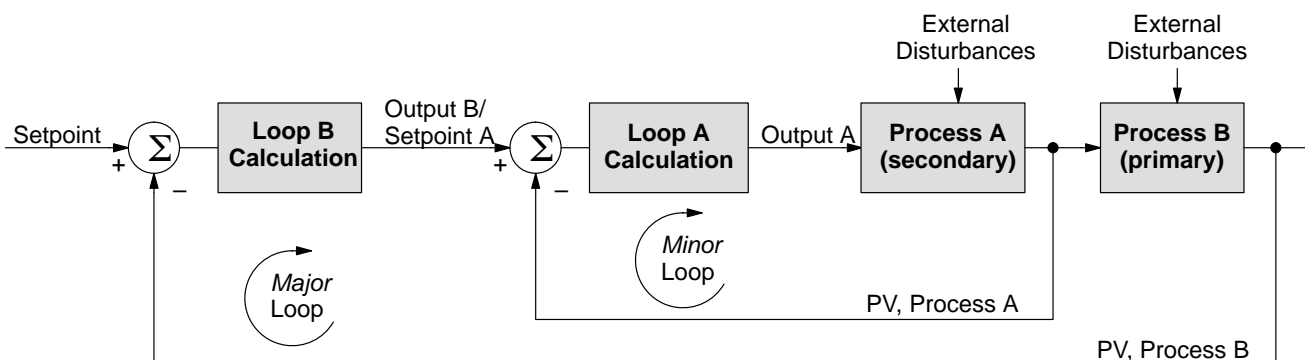 External
Disturbances
External
Disturbances
Setpoint
+
Σ
−
Loop B
Calculation
Output B/
Setpoint A
+
Σ
−
Loop A
Calculation
Output A
Process A
(secondary)
Process B
(primary)
Major
Loop
Minor
Loop
PV, Process A
PV, Process B